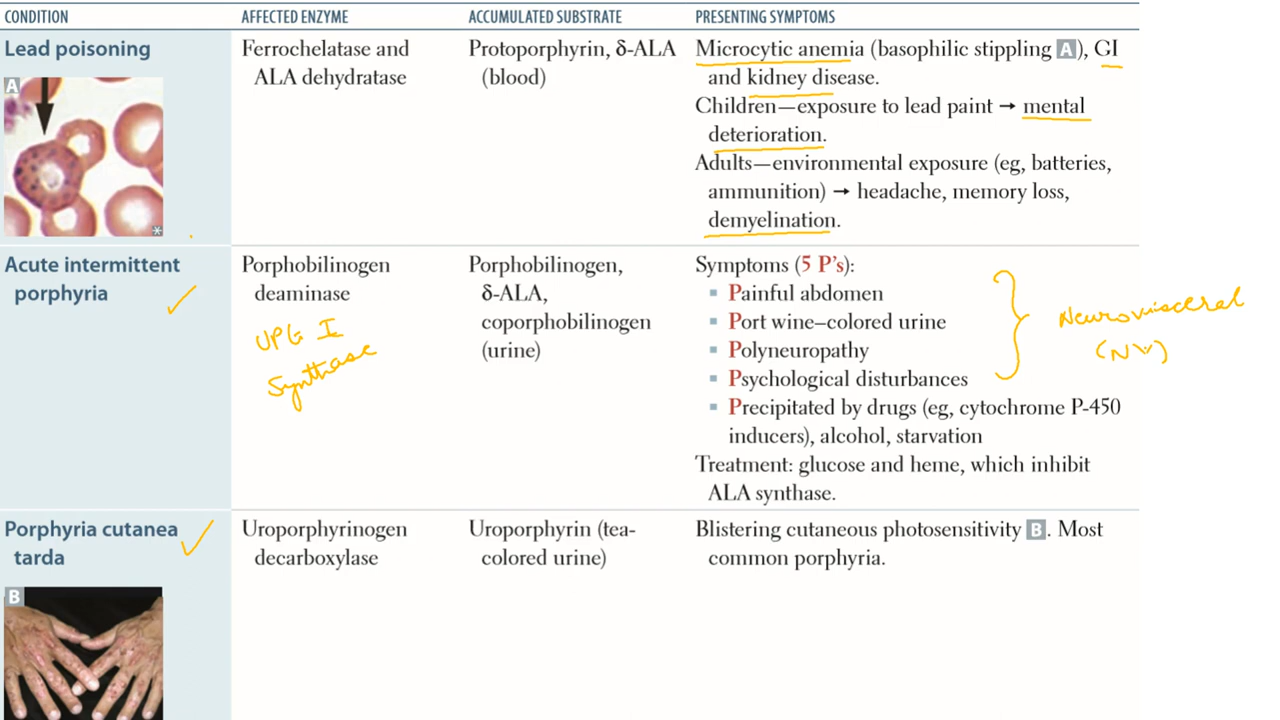 CONDITION AFFECTED ENZYME ACCUMULATED SUBSTRATE PRESENTING SYMPTOMS
Lead poisoning
A
*
Ferrochelatase and
ALA dehydratase
Protoporphyrin, δ-ALA
(blood)
Microcytic anemia (basophilic stippling A), GI
and kidney disease.
Children—exposure to lead paint → mental
deterioration.
Adults—environmental exposure (eg, batteries,
ammunition) → headache, memory loss,
demyelination.
Acute intermittent
porphyria
Porphobilinogen
deaminase
UPG I
Synthase
Porphobilinogen,
δ-ALA,
coporphobilinogen
(urine)
Symptoms (5 P's):
Painful abdomen
Port wine–colored urine
Polyneuropathy
Psychological disturbances
Precipitated by drugs (eg, cytochrome P-450
inducers), alcohol, starvation
Treatment: glucose and heme, which inhibit
ALA synthase.
Neurovisceral
(NV)
Porphyria cutanea
tarda
B
Uroporphyrinogen
decarboxylase
Uroporphyrin (tea-
colored urine)
Blistering cutaneous photosensitivity B. Most
common porphyria.